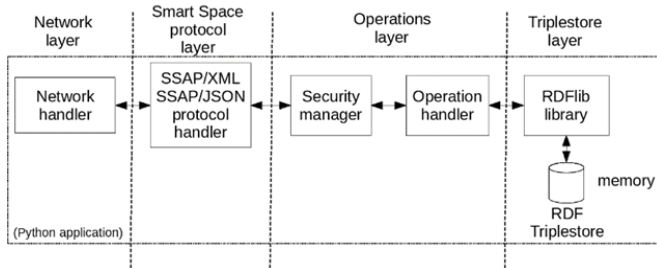 Network
layer
Smart Space
protocol
layer
Operations
layer
Triplestore
layer
Network
handler
SSAP/XML
SSAP/JSON
protocol
handler
Security
manager
Operation
handler
RDFlib
library
memory
RDF
Triplestore
(Python application)